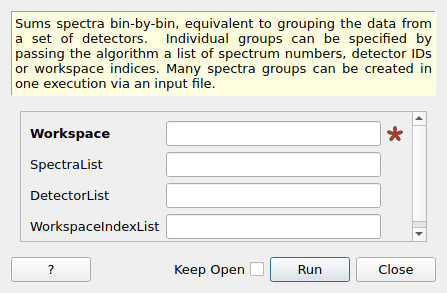 Sums spectra bin-by-bin, equivalent to grouping the data from
a set of detectors. Individual groups can be specified by
passing the algorithm a list of spectrum numbers, detector IDs
or workspace indices. Many spectra groups can be created in
one execution via an input file.
Workspace *
SpectraList
DetectorList
WorkspaceIndexList
? Keep Open Run Close